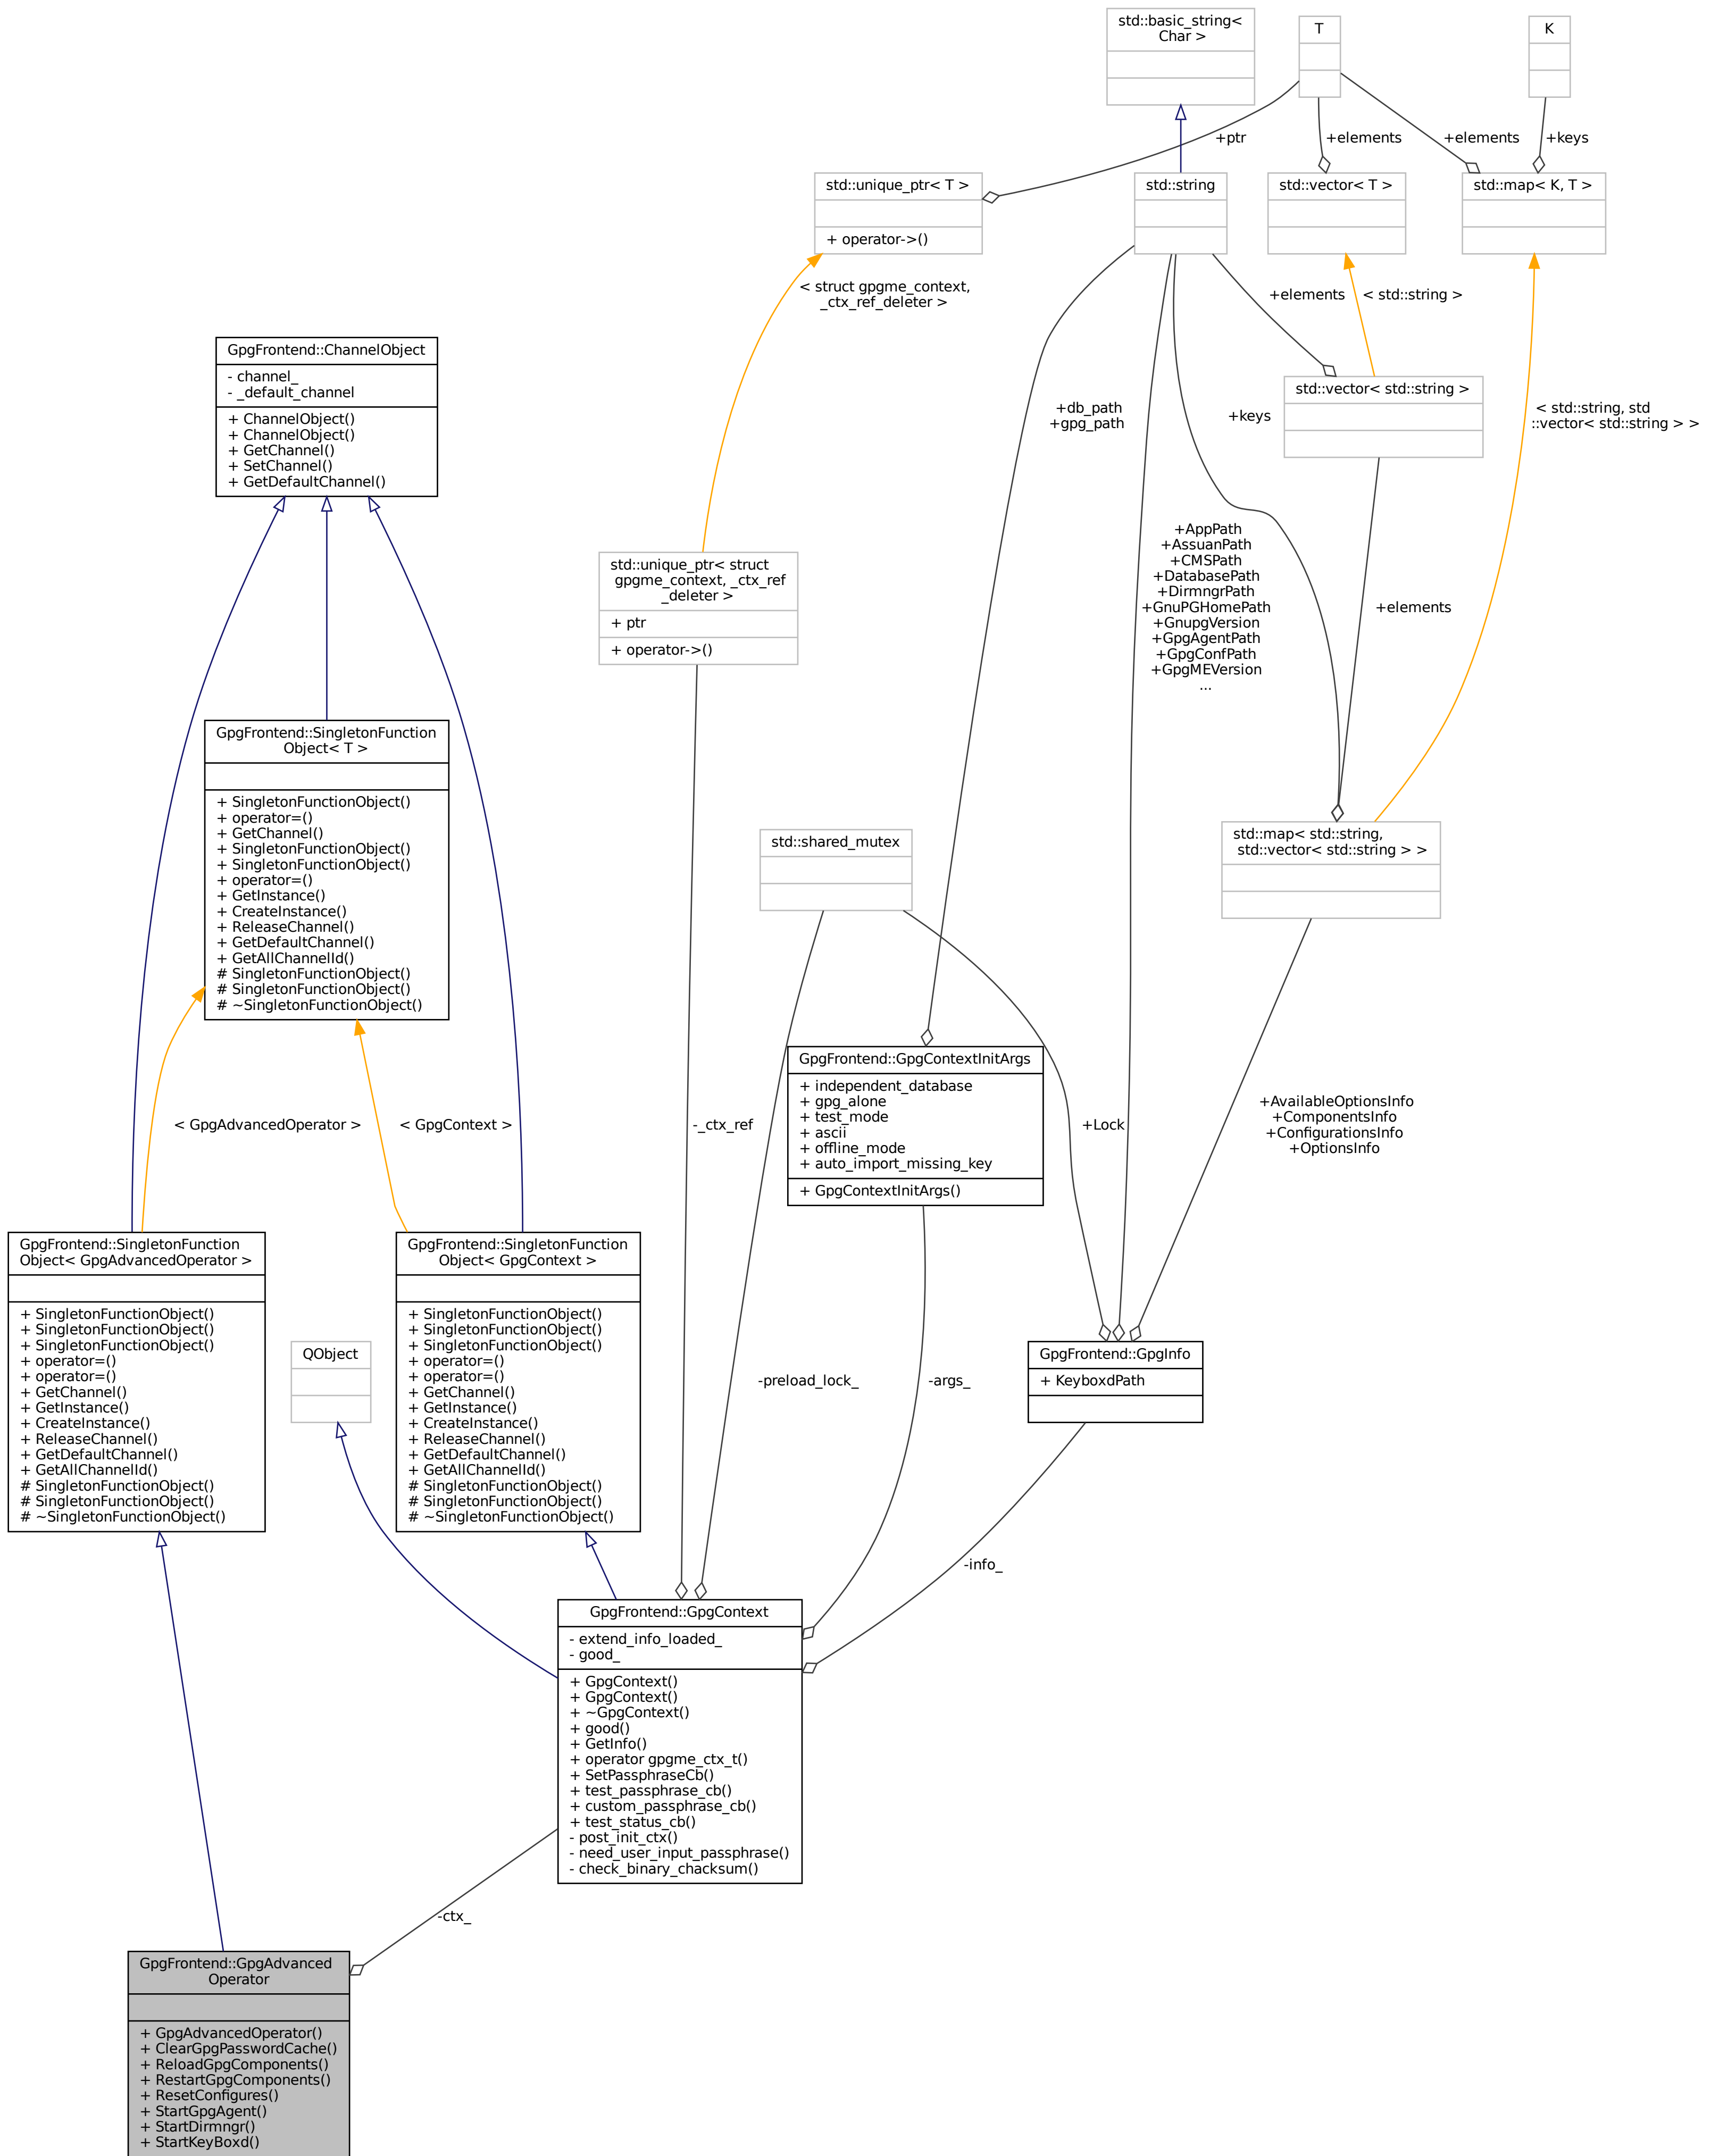 std::basic_string<
Char >
T
K
+ptr
+elements
+elements
+keys
std::unique_ptr< T >
+ operator->()
std::string
std::vector< T >
std::map< K, T >
< struct gpgme_context,
_ctx_ref_deleter >
+elements
< std::string >
GpgFrontend::ChannelObject
- channel_
- _default_channel
+ ChannelObject()
+ ChannelObject()
+ GetChannel()
+ SetChannel()
+ GetDefaultChannel()
+db_path
+gpg_path
+keys
std::vector< std::string >
< std::string, std
::vector< std::string > >
std::unique_ptr< struct
gpgme_context, _ctx_ref
_deleter >
+ ptr
+ operator->()
+AppPath
+AssuanPath
+CMSPath
+DatabasePath
+DirmngrPath
+GnuPGHomePath
+GnupgVersion
+GpgAgentPath
+GpgConfPath
+GpgMEVersion
...
+elements
GpgFrontend::SingletonFunction
Object< T >
+ SingletonFunctionObject()
+ operator=()
+ GetChannel()
+ SingletonFunctionObject()
+ SingletonFunctionObject()
+ operator=()
+ GetInstance()
+ CreateInstance()
+ ReleaseChannel()
+ GetDefaultChannel()
+ GetAllChannelId()
# SingletonFunctionObject()
# SingletonFunctionObject()
# ~SingletonFunctionObject()
std::shared_mutex
std::map< std::string,
std::vector< std::string > >
GpgFrontend::GpgContextInitArgs
+ independent_database
+ gpg_alone
+ test_mode
+ ascii
+ offline_mode
+ auto_import_missing_key
+ GpgContextInitArgs()
< GpgAdvancedOperator >
< GpgContext >
-_ctx_ref
+Lock
+AvailableOptionsInfo
+ComponentsInfo
+ConfigurationsInfo
+OptionsInfo
GpgFrontend::SingletonFunction
Object< GpgAdvancedOperator >
+ SingletonFunctionObject()
+ SingletonFunctionObject()
+ SingletonFunctionObject()
+ operator=()
+ operator=()
+ GetChannel()
+ GetInstance()
+ CreateInstance()
+ ReleaseChannel()
+ GetDefaultChannel()
+ GetAllChannelId()
# SingletonFunctionObject()
# SingletonFunctionObject()
# ~SingletonFunctionObject()
QObject
GpgFrontend::SingletonFunction
Object< GpgContext >
+ SingletonFunctionObject()
+ SingletonFunctionObject()
+ SingletonFunctionObject()
+ operator=()
+ operator=()
+ GetChannel()
+ GetInstance()
+ CreateInstance()
+ ReleaseChannel()
+ GetDefaultChannel()
+ GetAllChannelId()
# SingletonFunctionObject()
# SingletonFunctionObject()
# ~SingletonFunctionObject()
-preload_lock_
-args_
GpgFrontend::GpgInfo
+ KeyboxdPath
-info_
GpgFrontend::GpgContext
- extend_info_loaded_
- good_
+ GpgContext()
+ GpgContext()
+ ~GpgContext()
+ good()
+ GetInfo()
+ operator gpgme_ctx_t()
+ SetPassphraseCb()
+ test_passphrase_cb()
+ custom_passphrase_cb()
+ test_status_cb()
- post_init_ctx()
- need_user_input_passphrase()
- check_binary_chacksum()
-ctx_
GpgFrontend::GpgAdvanced
Operator
+ GpgAdvancedOperator()
+ ClearGpgPasswordCache()
+ ReloadGpgComponents()
+ RestartGpgComponents()
+ ResetConfigures()
+ StartGpgAgent()
+ StartDirmngr()
+ StartKeyBoxd()